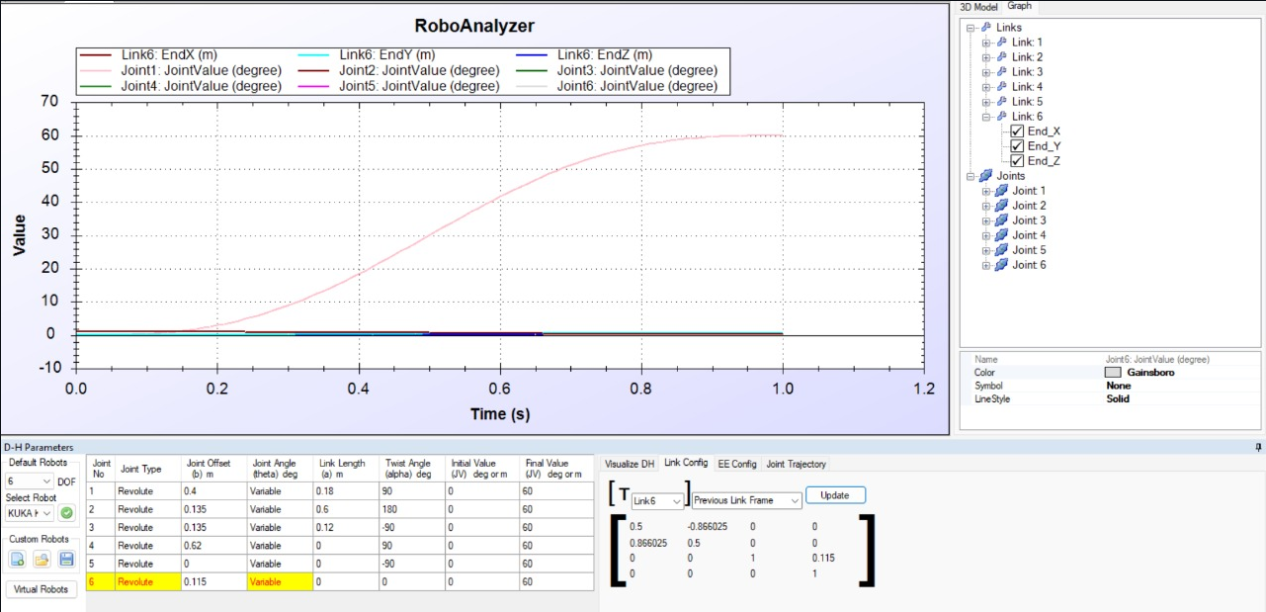 RoboAnalyzer
Link6: EndX (m) Link6: EndY (m) Link6: EndZ (m)
Joint1: JointValue (degree) Joint2: JointValue (degree) Joint3: JointValue (degree)
Joint4: JointValue (degree) Joint5: JointValue (degree) Joint6: JointValue (degree)
70
60
50
40
30
20
10
0
-10
Value
0.0 0.2 0.4 0.6 0.8 1.0 1.2
Time (s)
3D Model Graph
Links
Link: 1
Link: 2
Link: 3
Link: 4
Link: 5
Link: 6
End_X
End_Y
End_Z
Joints
Joint 1
Joint 2
Joint 3
Joint 4
Joint 5
Joint 6
Name Joint6: JointValue (degree)
Color Gainsboro
Symbol None
LineStyle Solid
D-H Parameters
Default Robots
6 DOF
Select Robot
KUKA
Custom Robots
Virtual Robots
Joint No Joint Type Joint Offset (b) m Joint Angle (theta) deg Link Length (a) m Twist Angle (alpha) deg Initial Value (JV) deg or m Final Value (JV) deg or m
1 Revolute 0.4 Variable 0.18 90 0 60
2 Revolute 0.135 Variable 0.6 180 0 60
3 Revolute 0.135 Variable 0.12 -90 0 60
4 Revolute 0.62 Variable 0 90 0 60
5 Revolute 0 Variable 0 -90 0 60
6 Revolute 0.115 Variable 0 0 0 60
Visualize DH Link Config EE Config Joint Trajectory
[T Link6 ] Previous Link Frame Update
0.5 -0.866025 0 0
0.866025 0.5 0 0
0 0 1 0.115
0 0 0 1